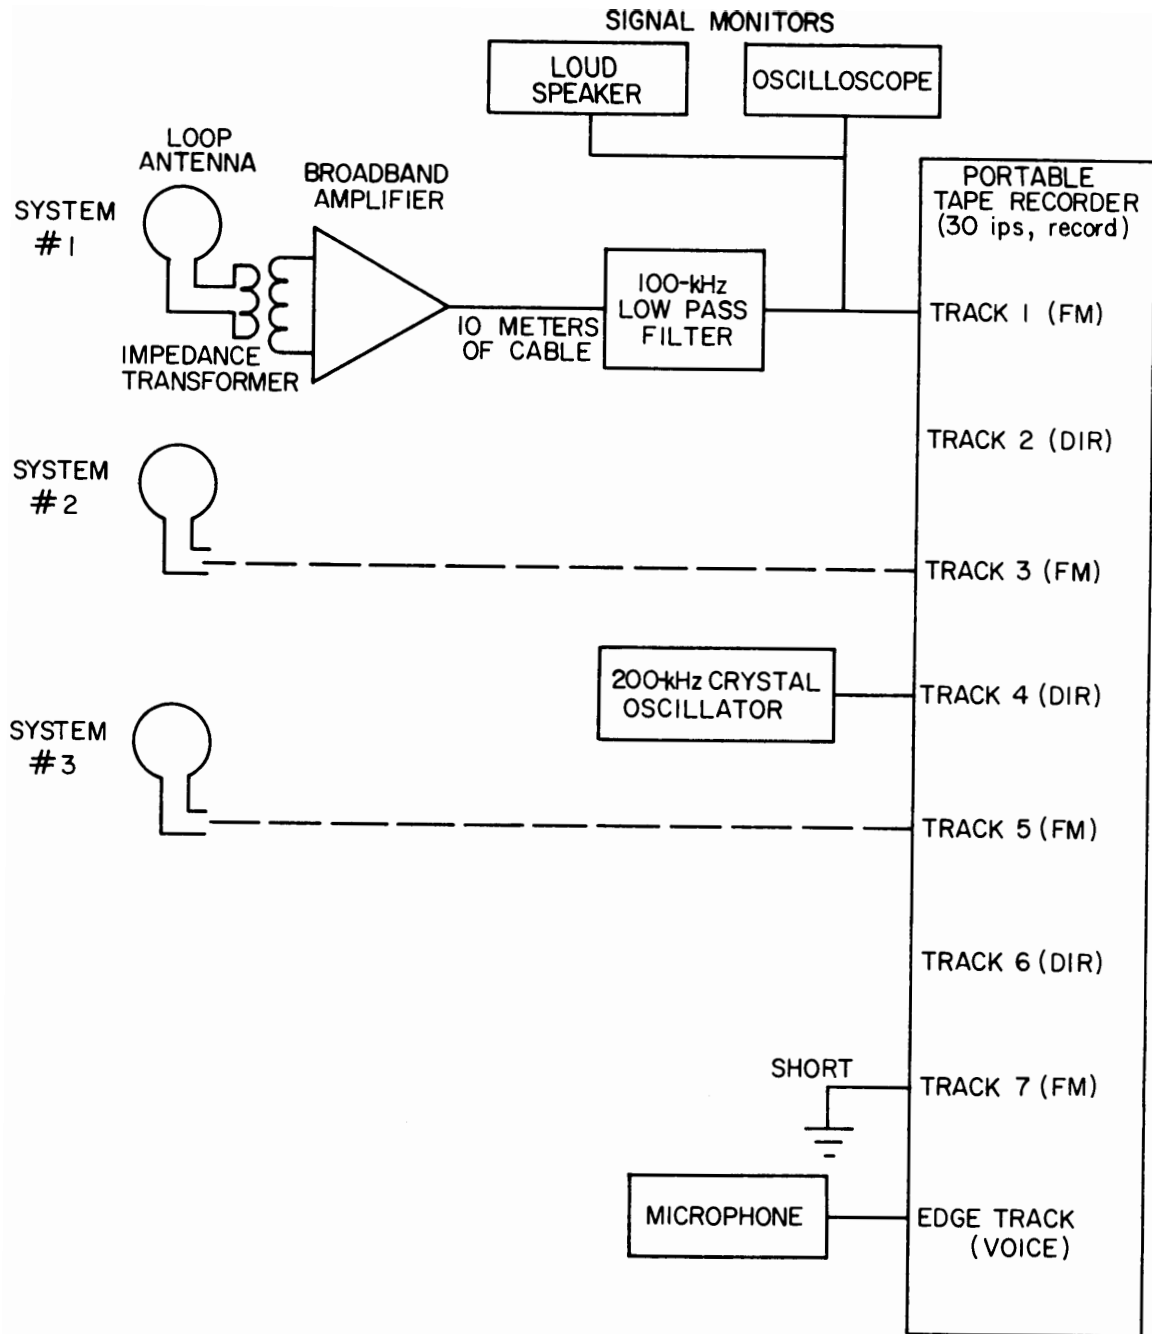 SIGNAL MONITORS
LOUD
SPEAKER
OSCILLOSCOPE
LOOP
ANTENNA
BROADBAND
AMPLIFIER
SYSTEM
#1
IMPEDANCE
TRANSFORMER
10 METERS
OF CABLE
100-kHz
LOW PASS
FILTER
PORTABLE
TAPE RECORDER
(30 ips, record)
TRACK 1 (FM)
TRACK 2 (DIR)
SYSTEM
#2
TRACK 3 (FM)
200-kHz CRYSTAL
OSCILLATOR
TRACK 4 (DIR)
SYSTEM
#3
TRACK 5 (FM)
TRACK 6 (DIR)
SHORT
TRACK 7 (FM)
MICROPHONE
EDGE TRACK
(VOICE)